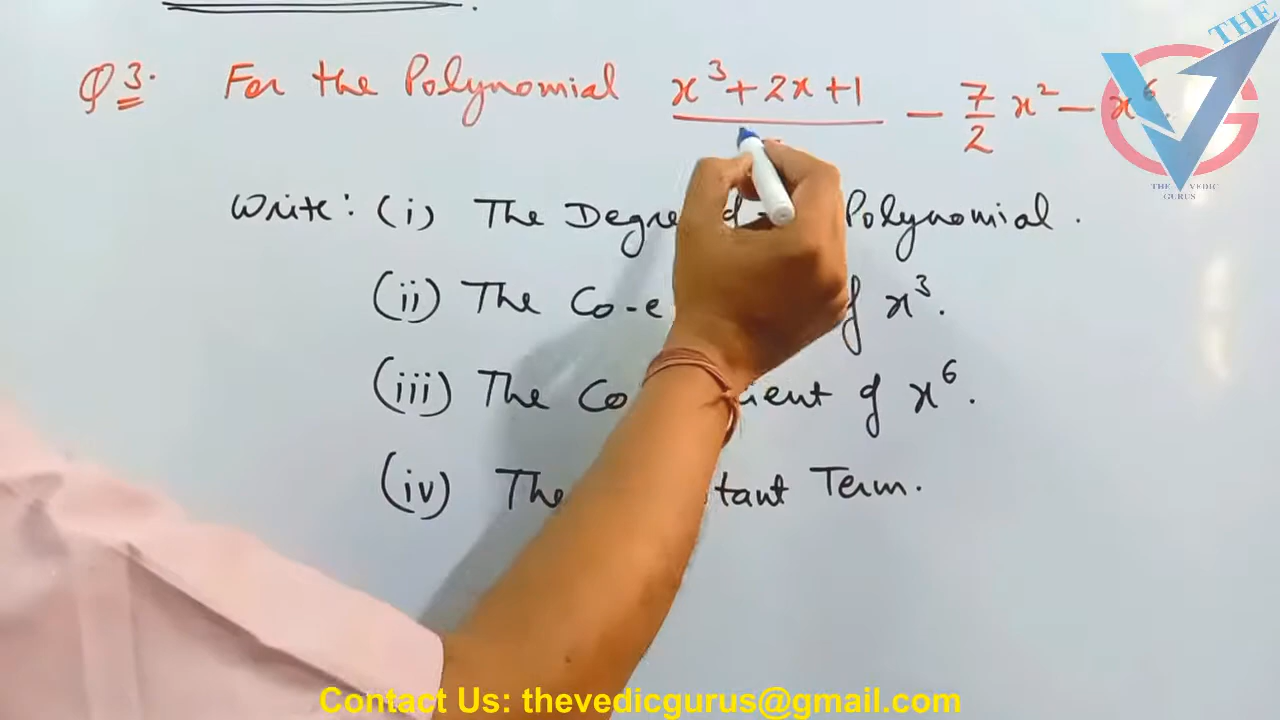 Q3. For the Polynomial x³ + 2x + 1 / - 7/2 x² - x⁶.
Write: (i) The Degre Polynomial.
(ii) The Co-e of x³.
(iii) The Co ient of x⁶.
(iv) The tant Term.
THE
THE VEDIC
GURUS
Contact Us: thevedicgurus@gmail.com